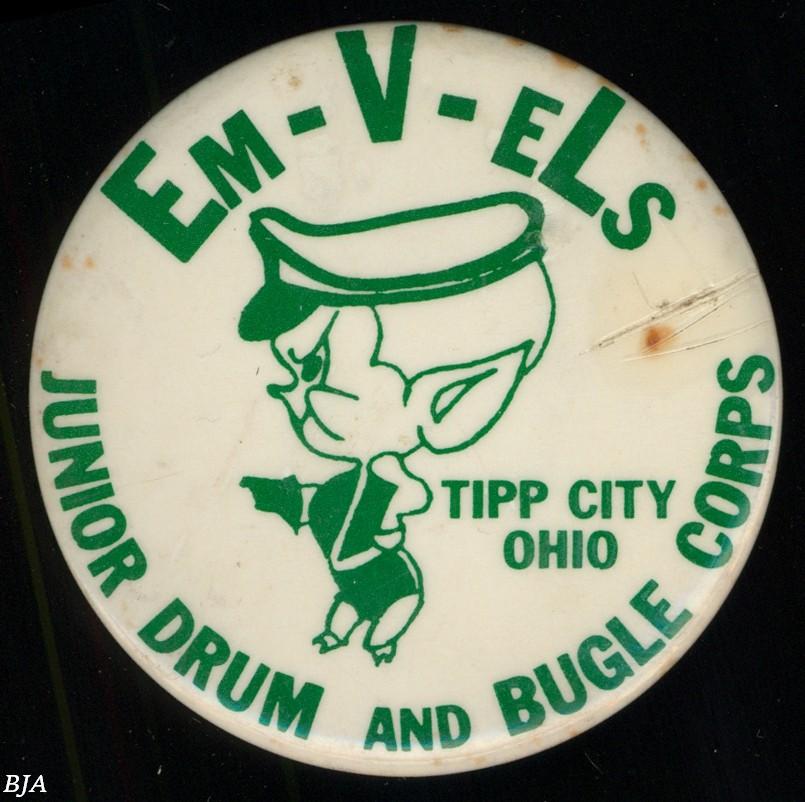 Em-V-eLs
TIPP CITY
OHIO
JUNIOR DRUM AND BUGLE CORPS
BJA